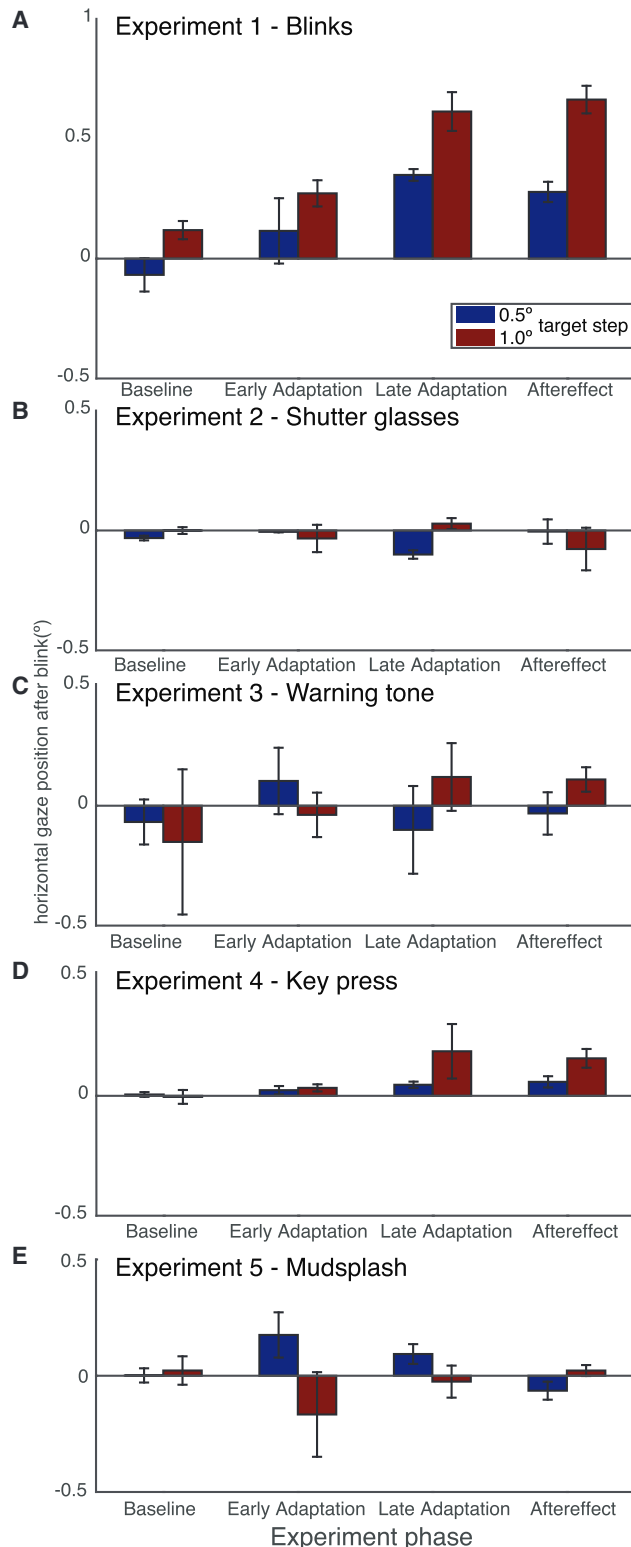 A
Experiment 1 - Blinks
1
0.5
0
-0.5
0.5º
1.0º
target step
Baseline
Early Adaptation
Late Adaptation
Aftereffect
B
Experiment 2 - Shutter glasses
0.5
0
-0.5
Baseline
Early Adaptation
Late Adaptation
Aftereffect
horizontal gaze position after blink(º)
C
Experiment 3 - Warning tone
0.5
0
-0.5
Baseline
Early Adaptation
Late Adaptation
Aftereffect
D
Experiment 4 - Key press
0.5
0
-0.5
Baseline
Early Adaptation
Late Adaptation
Aftereffect
E
Experiment 5 - Mudsplash
0.5
0
-0.5
Baseline
Early Adaptation
Late Adaptation
Aftereffect
Experiment phase